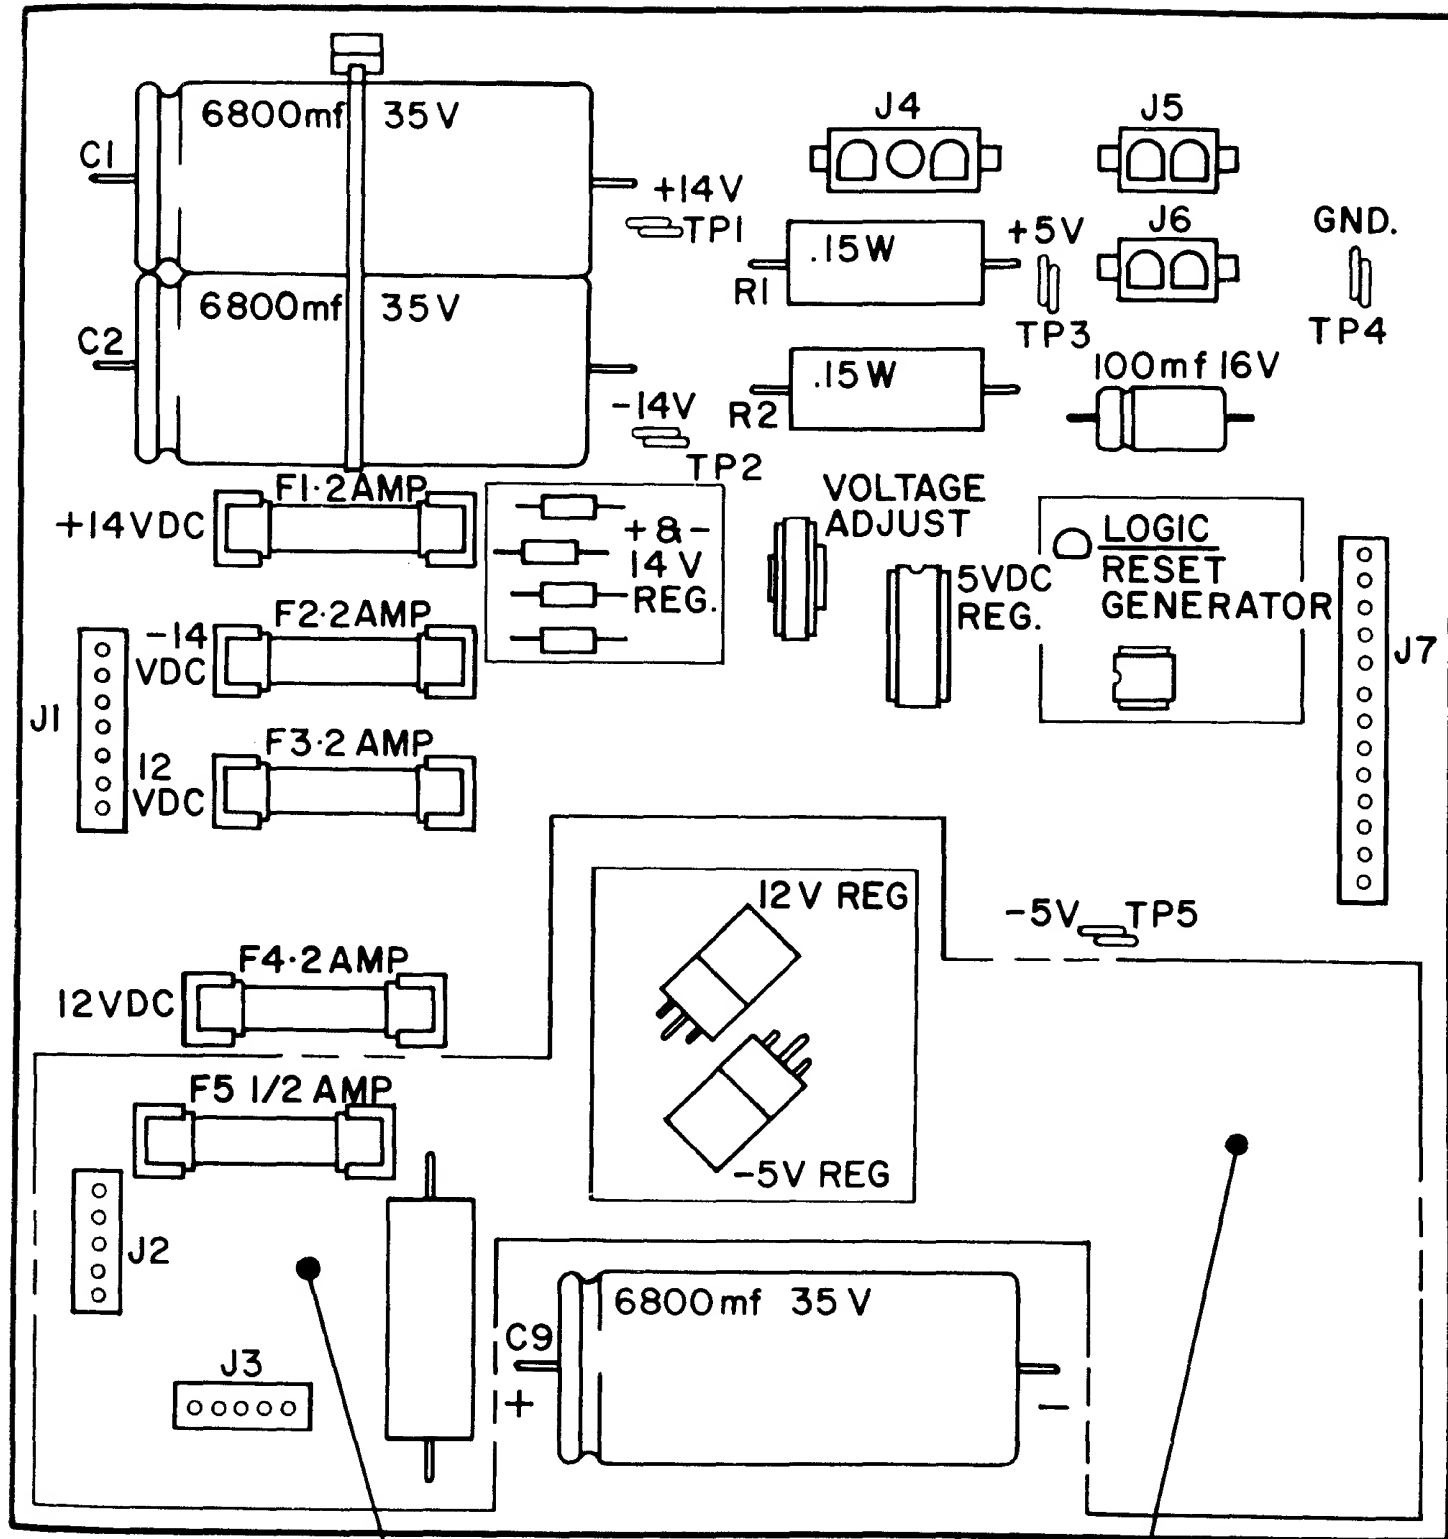 6800mf 35V
C1
+14V
TP1
J4
J5
.15W
R1
+5V
TP3
J6
GND.
TP4
6800mf 35V
C2
-14V
TP2
.15W
R2
100mf 16V
F1·2AMP
+14VDC
+&-
14V
REG.
VOLTAGE
ADJUST
5VDC
REG.
LOGIC
RESET
GENERATOR
J7
F2·2AMP
-14
VDC
J1
F3·2 AMP
12
VDC
12V REG
-5V REG
-5V TP5
F4·2AMP
12VDC
F5 1/2 AMP
J2
J3
6800mf 35V
C9
+
-